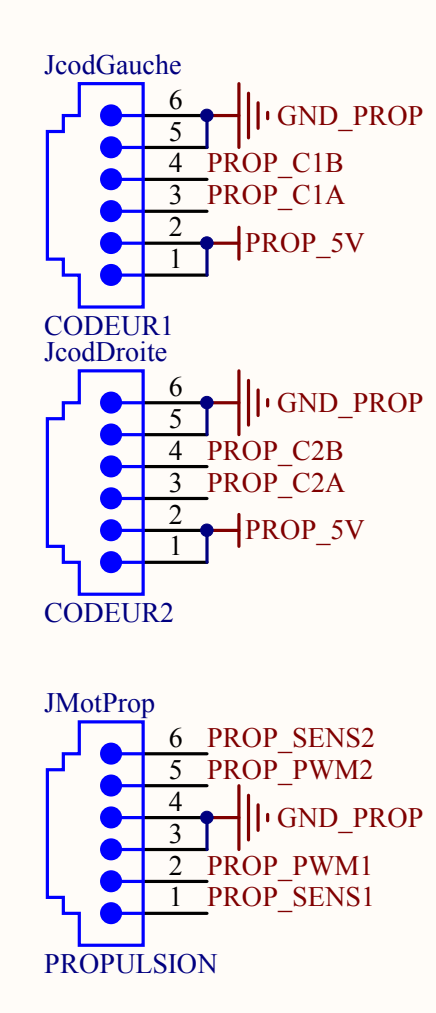 JcodGauche
6
GND_PROP
5
4 PROP_C1B
3 PROP_C1A
2
PROP_5V
1
CODEUR1
JcodDroite
6
GND_PROP
5
4 PROP_C2B
3 PROP_C2A
2
PROP_5V
1
CODEUR2
JMotProp
6 PROP_SENS2
5 PROP_PWM2
4
GND_PROP
3
2 PROP_PWM1
1 PROP_SENS1
PROPULSION